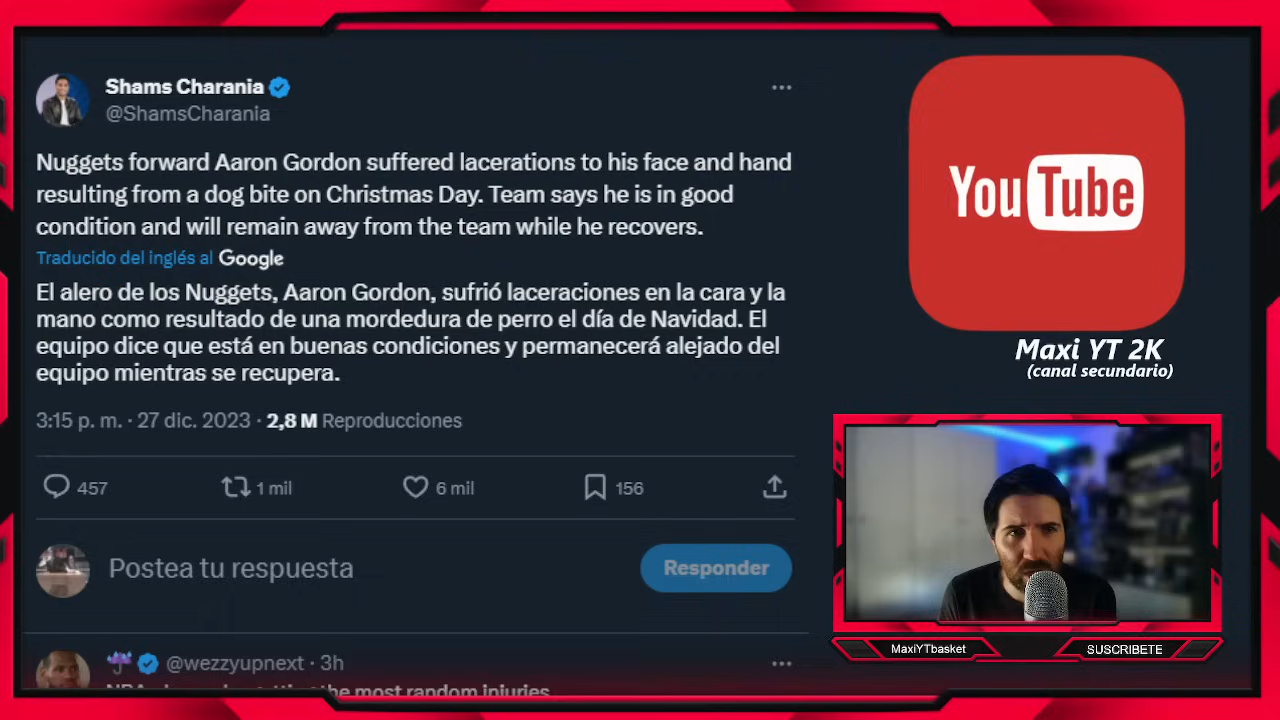 Shams Charania
@ShamsCharania
Nuggets forward Aaron Gordon suffered lacerations to his face and hand
resulting from a dog bite on Christmas Day. Team says he is in good
condition and will remain away from the team while he recovers.
Traducido del inglés al Google
El alero de los Nuggets, Aaron Gordon, sufrió laceraciones en la cara y la
mano como resultado de una mordedura de perro el día de Navidad. El
equipo dice que está en buenas condiciones y permanecerá alejado del
equipo mientras se recupera.
3:15 p. m. · 27 dic. 2023 · 2,8 M Reproducciones
457 1 mil 6 mil 156
Postea tu respuesta
Responder
@wezzyupnext · 3h
the most random injuries
YouTube
Maxi YT 2K
(canal secundario)
MaxiYTbasket
SUSCRIBETE